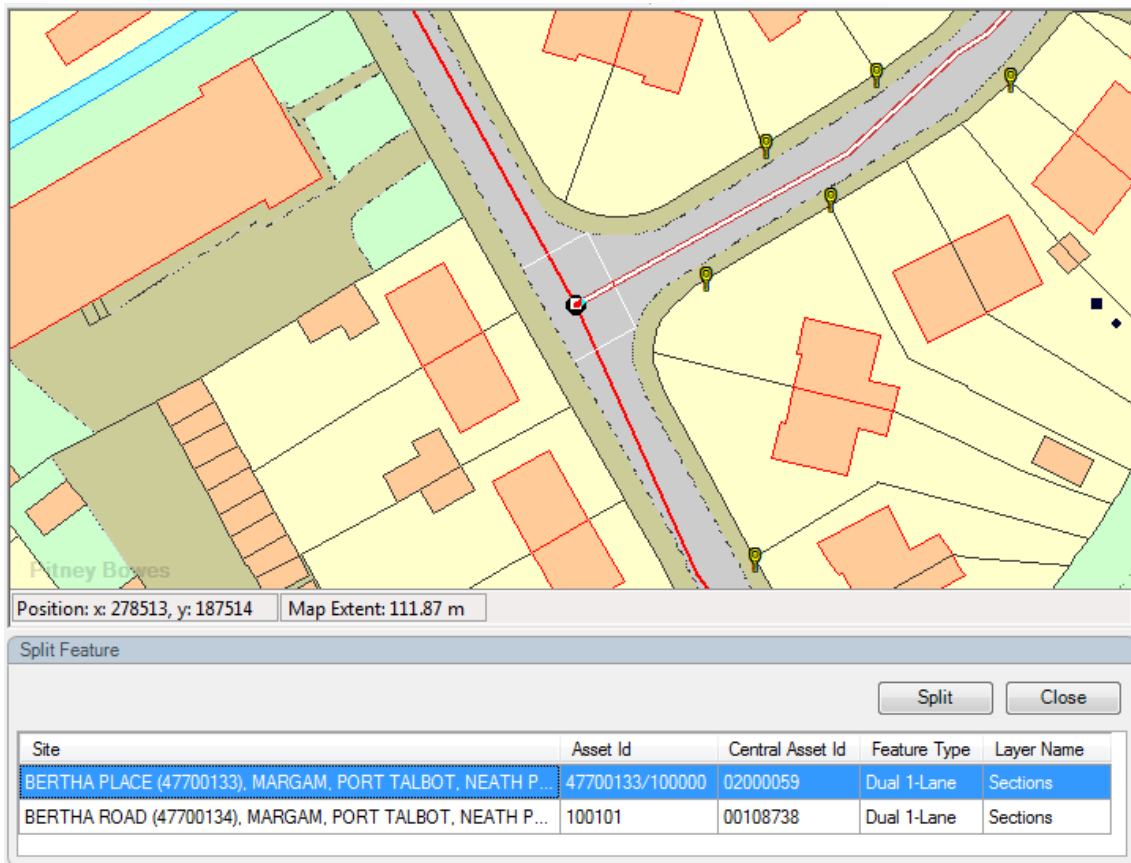 Pitney Bowes
Position: x: 278513, y: 187514 Map Extent: 111.87 m
Split Feature
Split Close
Site Asset Id Central Asset Id Feature Type Layer Name
BERTHA PLACE (47700133), MARGAM, PORT TALBOT, NEATH P... 47700133/100000 02000059 Dual 1-Lane Sections
BERTHA ROAD (47700134), MARGAM, PORT TALBOT, NEATH P... 100101 00108738 Dual 1-Lane Sections